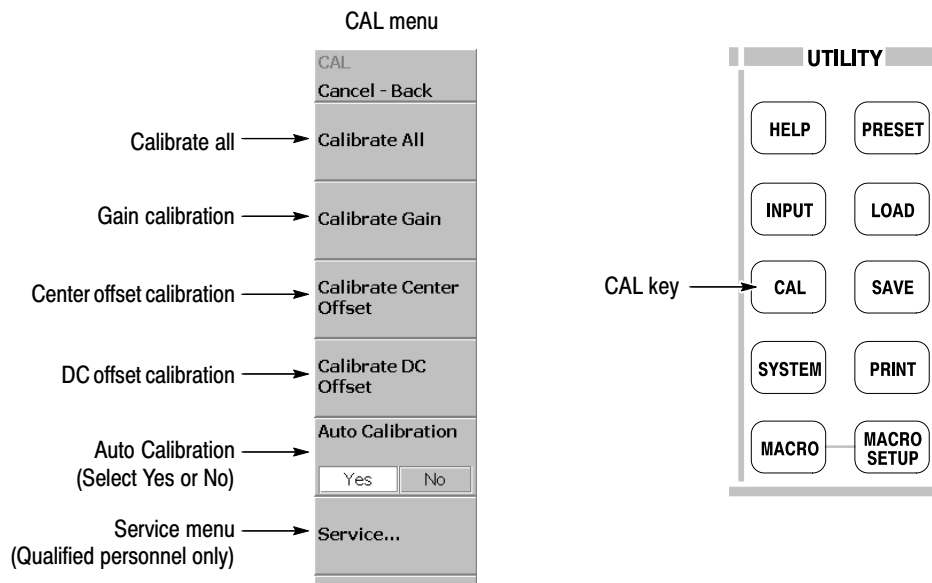 CAL menu
CAL
Cancel - Back
Calibrate all
Calibrate All
Gain calibration
Calibrate Gain
Center offset calibration
Calibrate Center
Offset
DC offset calibration
Calibrate DC
Offset
Auto Calibration
(Select Yes or No)
Auto Calibration
Yes No
Service menu
(Qualified personnel only)
Service...
UTILITY
HELP PRESET
INPUT LOAD
CAL key
CAL SAVE
SYSTEM PRINT
MACRO MACRO
SETUP